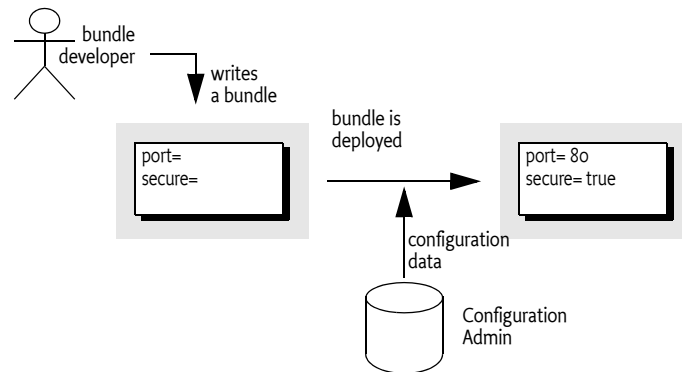 bundle
developer
writes
a bundle
bundle is
deployed
port=
secure=
port= 80
secure= true
configuration
data
Configuration
Admin